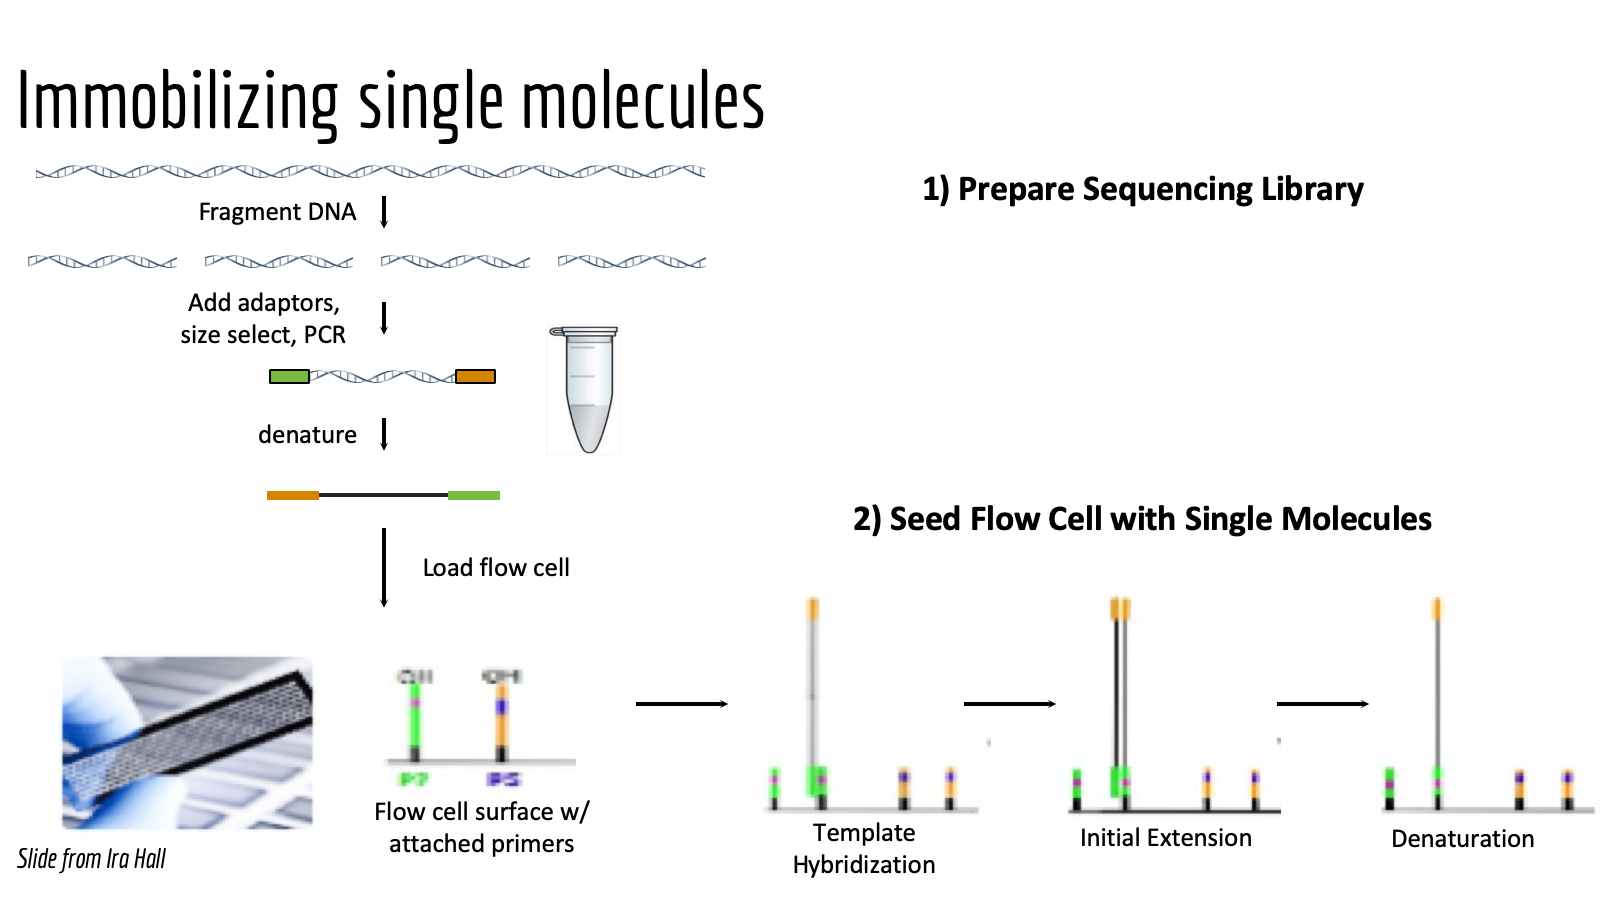 Immobilizing single molecules
1) Prepare Sequencing Library
Fragment DNA
Add adaptors,
size select, PCR
denature
2) Seed Flow Cell with Single Molecules
Load flow cell
P7
P5
Flow cell surface w/
attached primers
Template
Hybridization
Initial Extension
Denaturation
Slide from Ira Hall